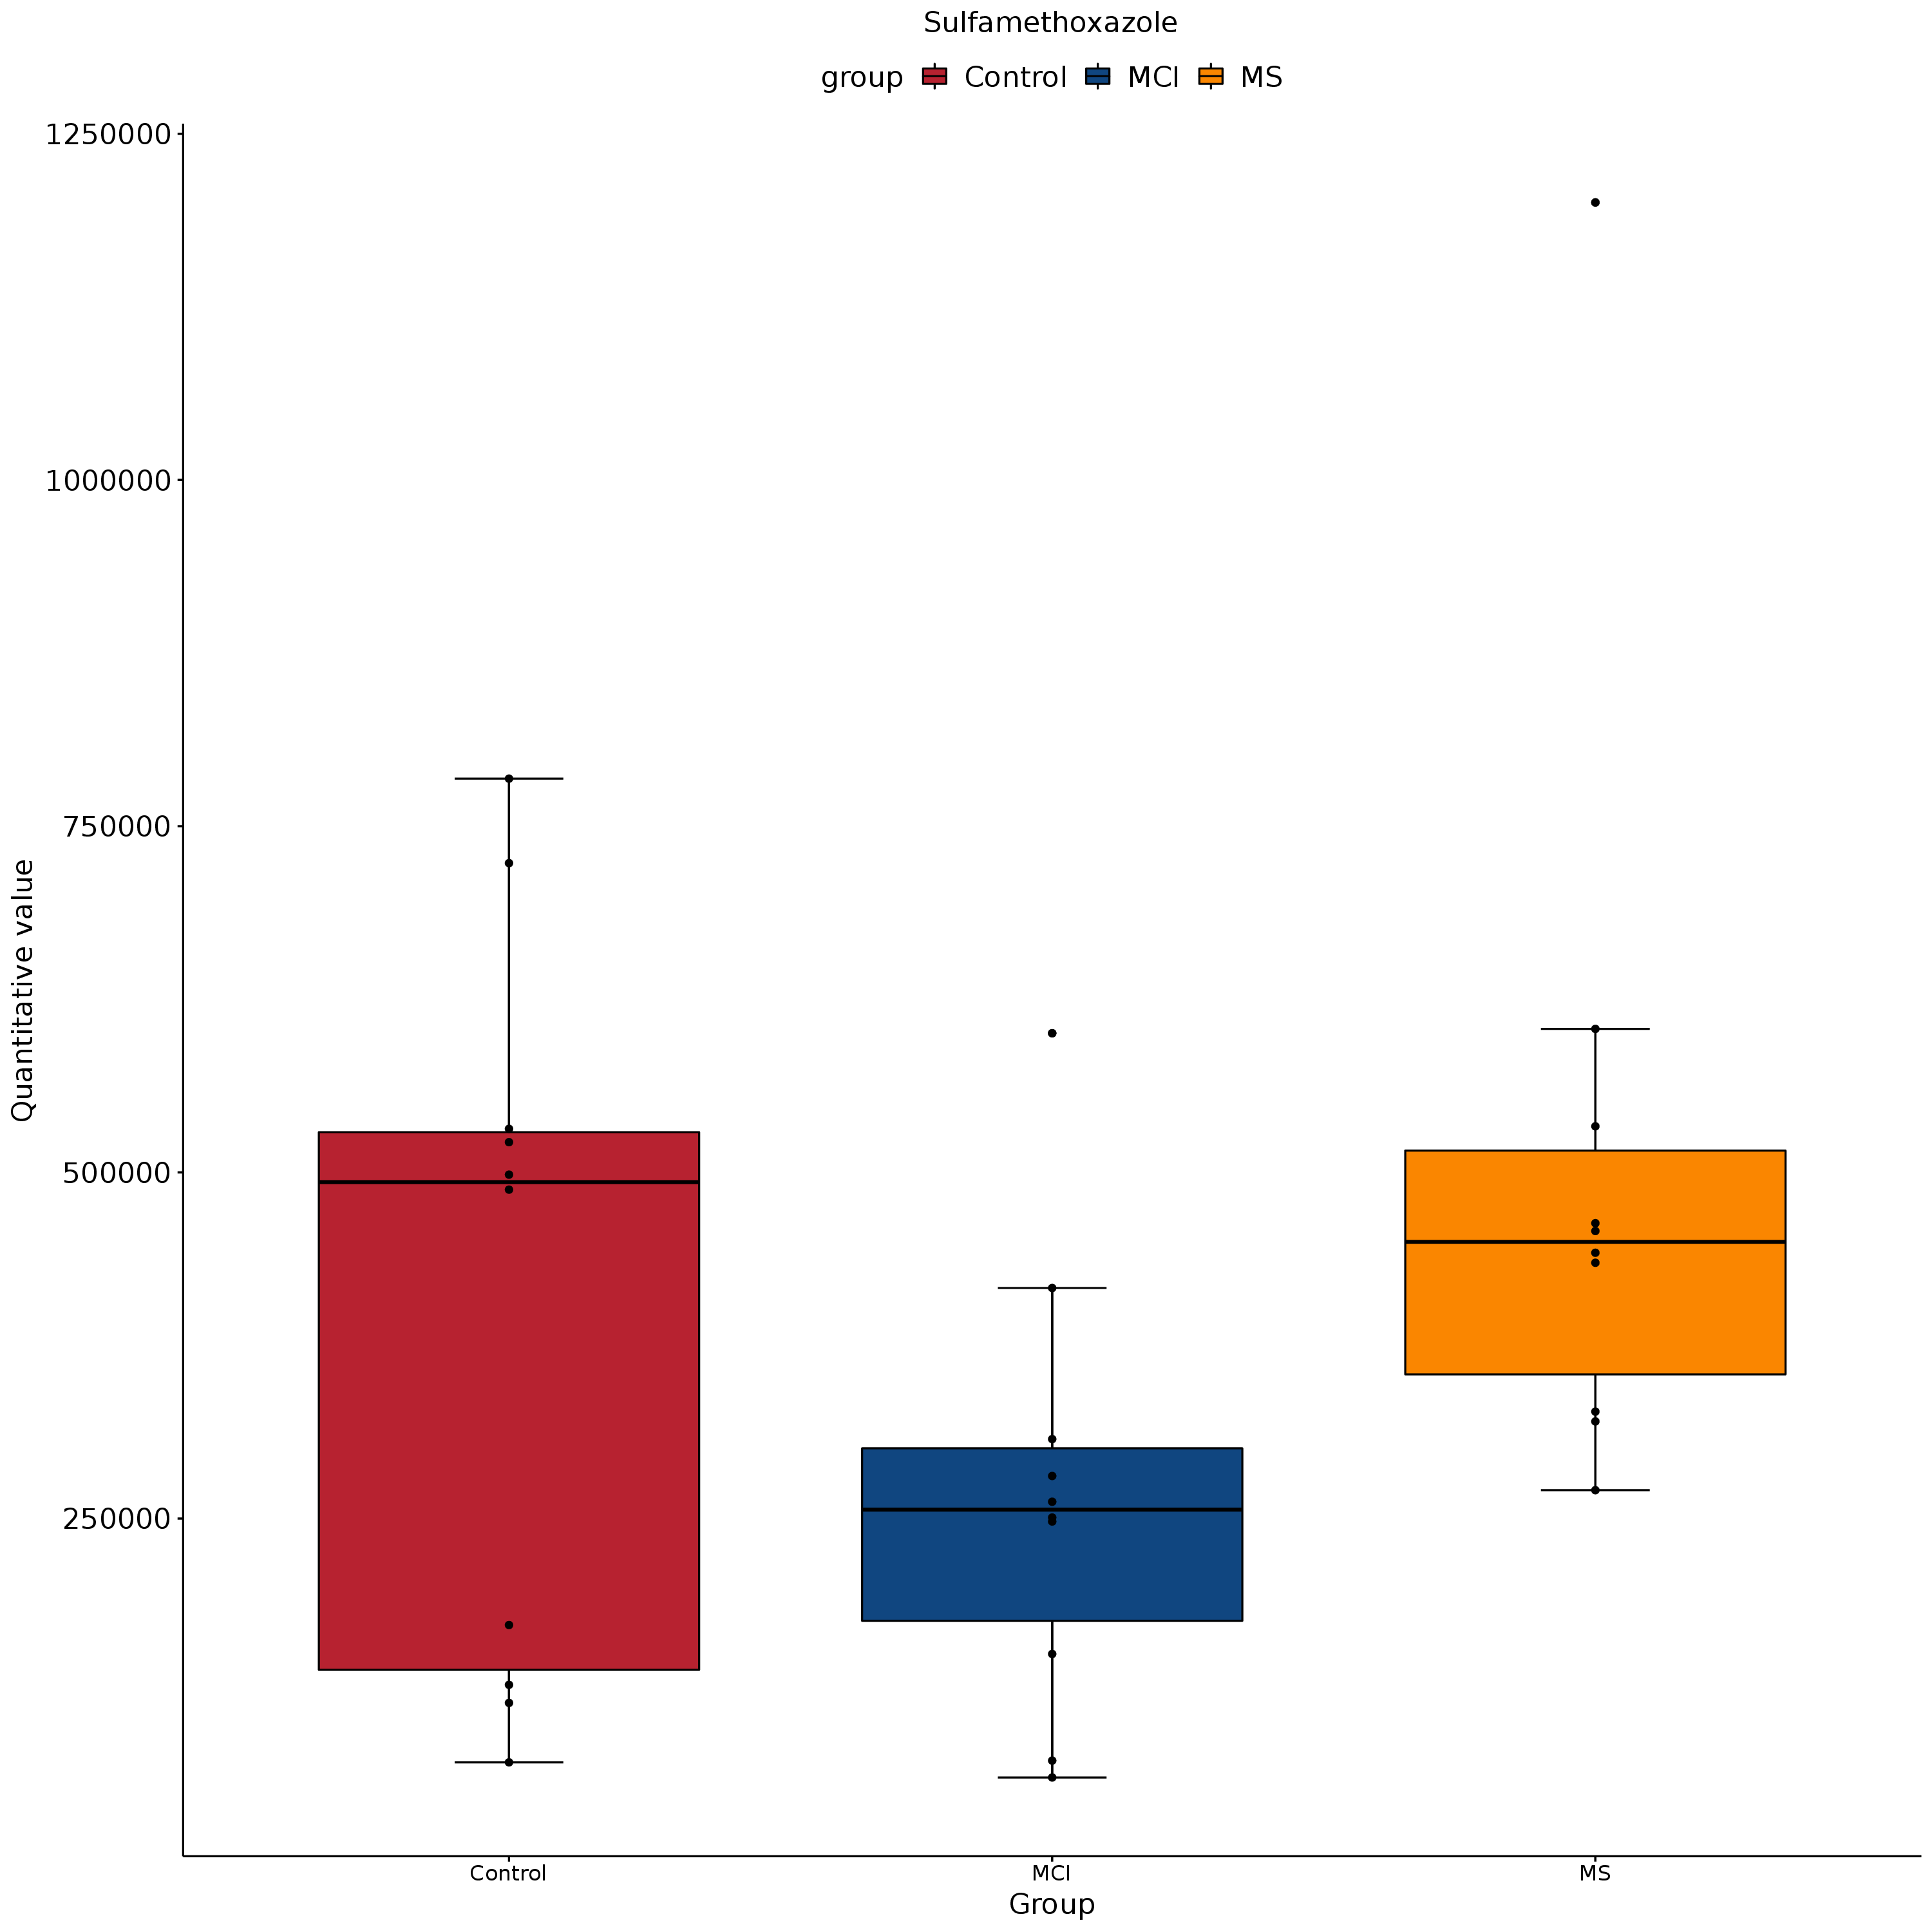 Sulfamethoxazole
group Control MCI MS
1250000
1000000
750000
500000
250000
Quantitative value
Control MCI MS
Group